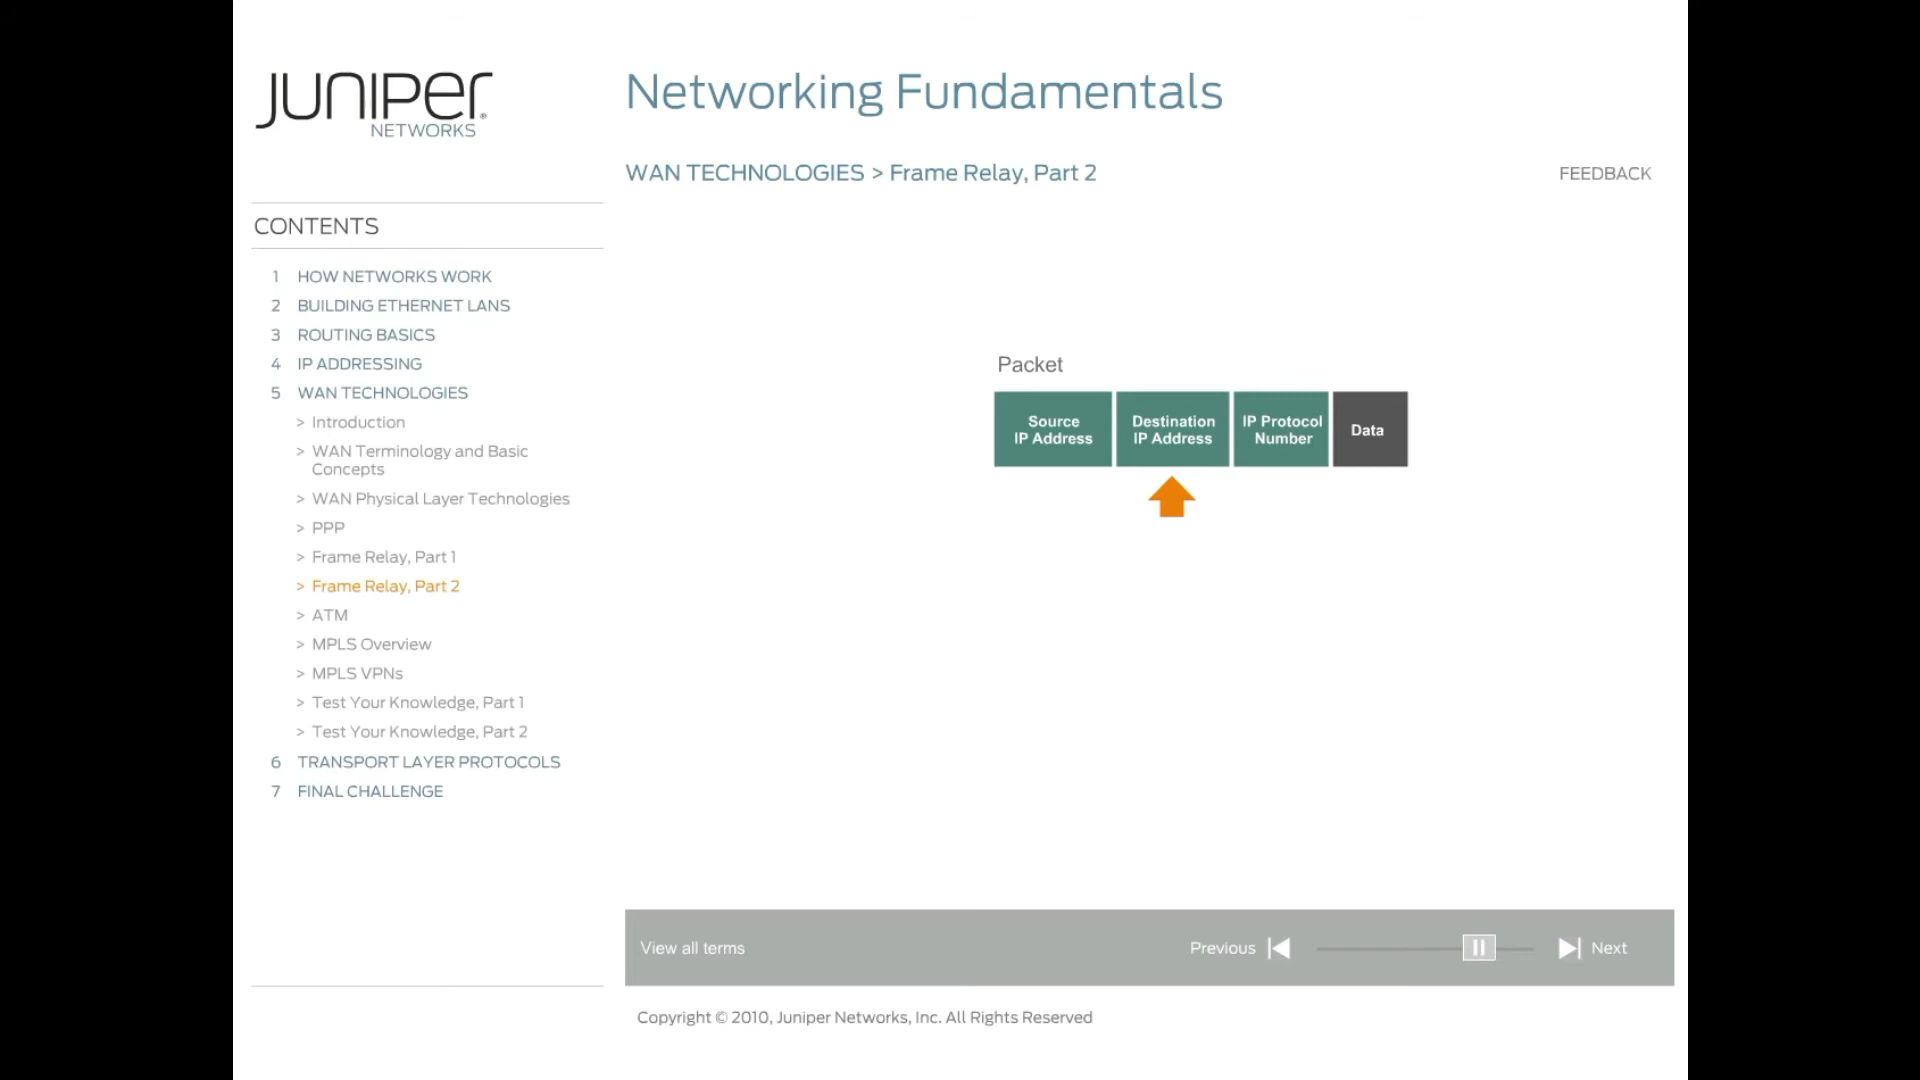 JUNIPER
NETWORKS
Networking Fundamentals
WAN TECHNOLOGIES > Frame Relay, Part 2
FEEDBACK
CONTENTS
1 HOW NETWORKS WORK
2 BUILDING ETHERNET LANS
3 ROUTING BASICS
4 IP ADDRESSING
5 WAN TECHNOLOGIES
> Introduction
> WAN Terminology and Basic
Concepts
> WAN Physical Layer Technologies
> PPP
> Frame Relay, Part 1
> Frame Relay, Part 2
> ATM
> MPLS Overview
> MPLS VPNs
> Test Your Knowledge, Part 1
> Test Your Knowledge, Part 2
6 TRANSPORT LAYER PROTOCOLS
7 FINAL CHALLENGE
Packet
Source
IP Address
Destination
IP Address
IP Protocol
Number
Data
View all terms
Previous
Next
Copyright © 2010, Juniper Networks, Inc. All Rights Reserved